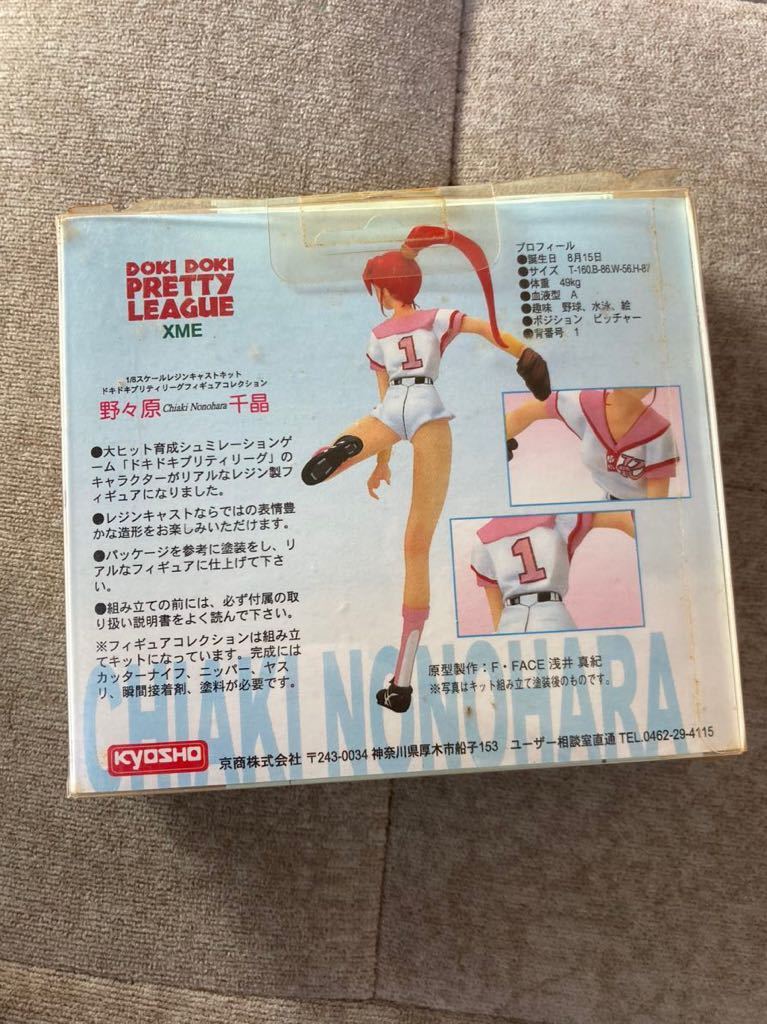 DOKI DOKI
PRETTY
LEAGUE
XME
1/8スケールレジンキャストキット
ドキドキプリティリーグフィギュアコレクション
野々原 Chiaki Nonohara 千晶
●大ヒット育成シュミレーションゲ
ーム「ドキドキプリティリーグ」の
キャラクターがリアルなレジン製フ
ィギュアになりました。
●レジンキャストならではの表情豊
かな造形をお楽しみいただけます。
●パッケージを参考に塗装をし、リ
アルなフィギュアに仕上げて下さ
い。
●組み立ての前には、必ず付属の取
り扱い説明書をよく読んで下さい。
※フィギュアコレクションは組み立
てキットになっています。完成には
カッターナイフ、ニッパー、ヤス
リ、瞬間接着剤、塗料が必要です。
プロフィール
●誕生日 8月15日
●サイズ T-160.B-86.W-56.H-87
●体重 49kg
●血液型 A
●趣味 野球、水泳、絵
●ポジション ピッチャー
●背番号 1
1
1
原型製作:F・FACE 浅井 真紀
※写真はキット組み立て塗装後のものです。
CHIAKI NONOHARA
KYOSHO 京商株式会社 〒243-0034 神奈川県厚木市船子153 ユーザー相談室直通 TEL.0462-29-4115